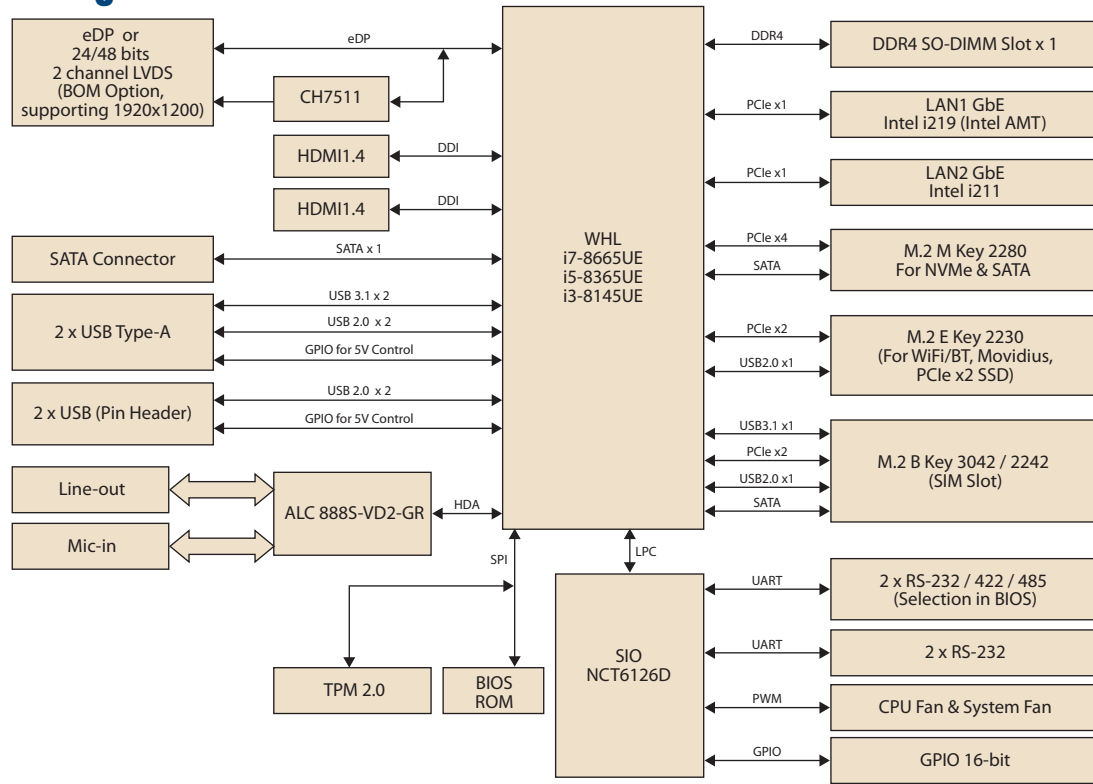 eDP or
24/48 bits
2 channel LVDS
(BOM Option,
supporting 1920x1200)
eDP
CH7511
HDMI1.4
DDI
HDMI1.4
DDI
SATA Connector
SATA x 1
2 x USB Type-A
USB 3.1 x 2
USB 2.0 x 2
GPIO for 5V Control
2 x USB (Pin Header)
USB 2.0 x 2
GPIO for 5V Control
Line-out
Mic-in
ALC 888S-VD2-GR
HDA
WHL
i7-8665UE
i5-8365UE
i3-8145UE
SPI
LPC
TPM 2.0
BIOS
ROM
SIO
NCT6126D
DDR4
DDR4 SO-DIMM Slot x 1
PCIe x1
LAN1 GbE
Intel i219 (Intel AMT)
PCIe x1
LAN2 GbE
Intel i211
PCIe x4
SATA
M.2 M Key 2280
For NVMe & SATA
PCIe x2
USB2.0 x1
M.2 E Key 2230
(For WiFi/BT, Movidius,
PCIe x2 SSD)
USB3.1 x1
PCIe x2
USB2.0 x1
SATA
M.2 B Key 3042 / 2242
(SIM Slot)
UART
2 x RS-232 / 422 / 485
(Selection in BIOS)
UART
2 x RS-232
PWM
CPU Fan & System Fan
GPIO
GPIO 16-bit